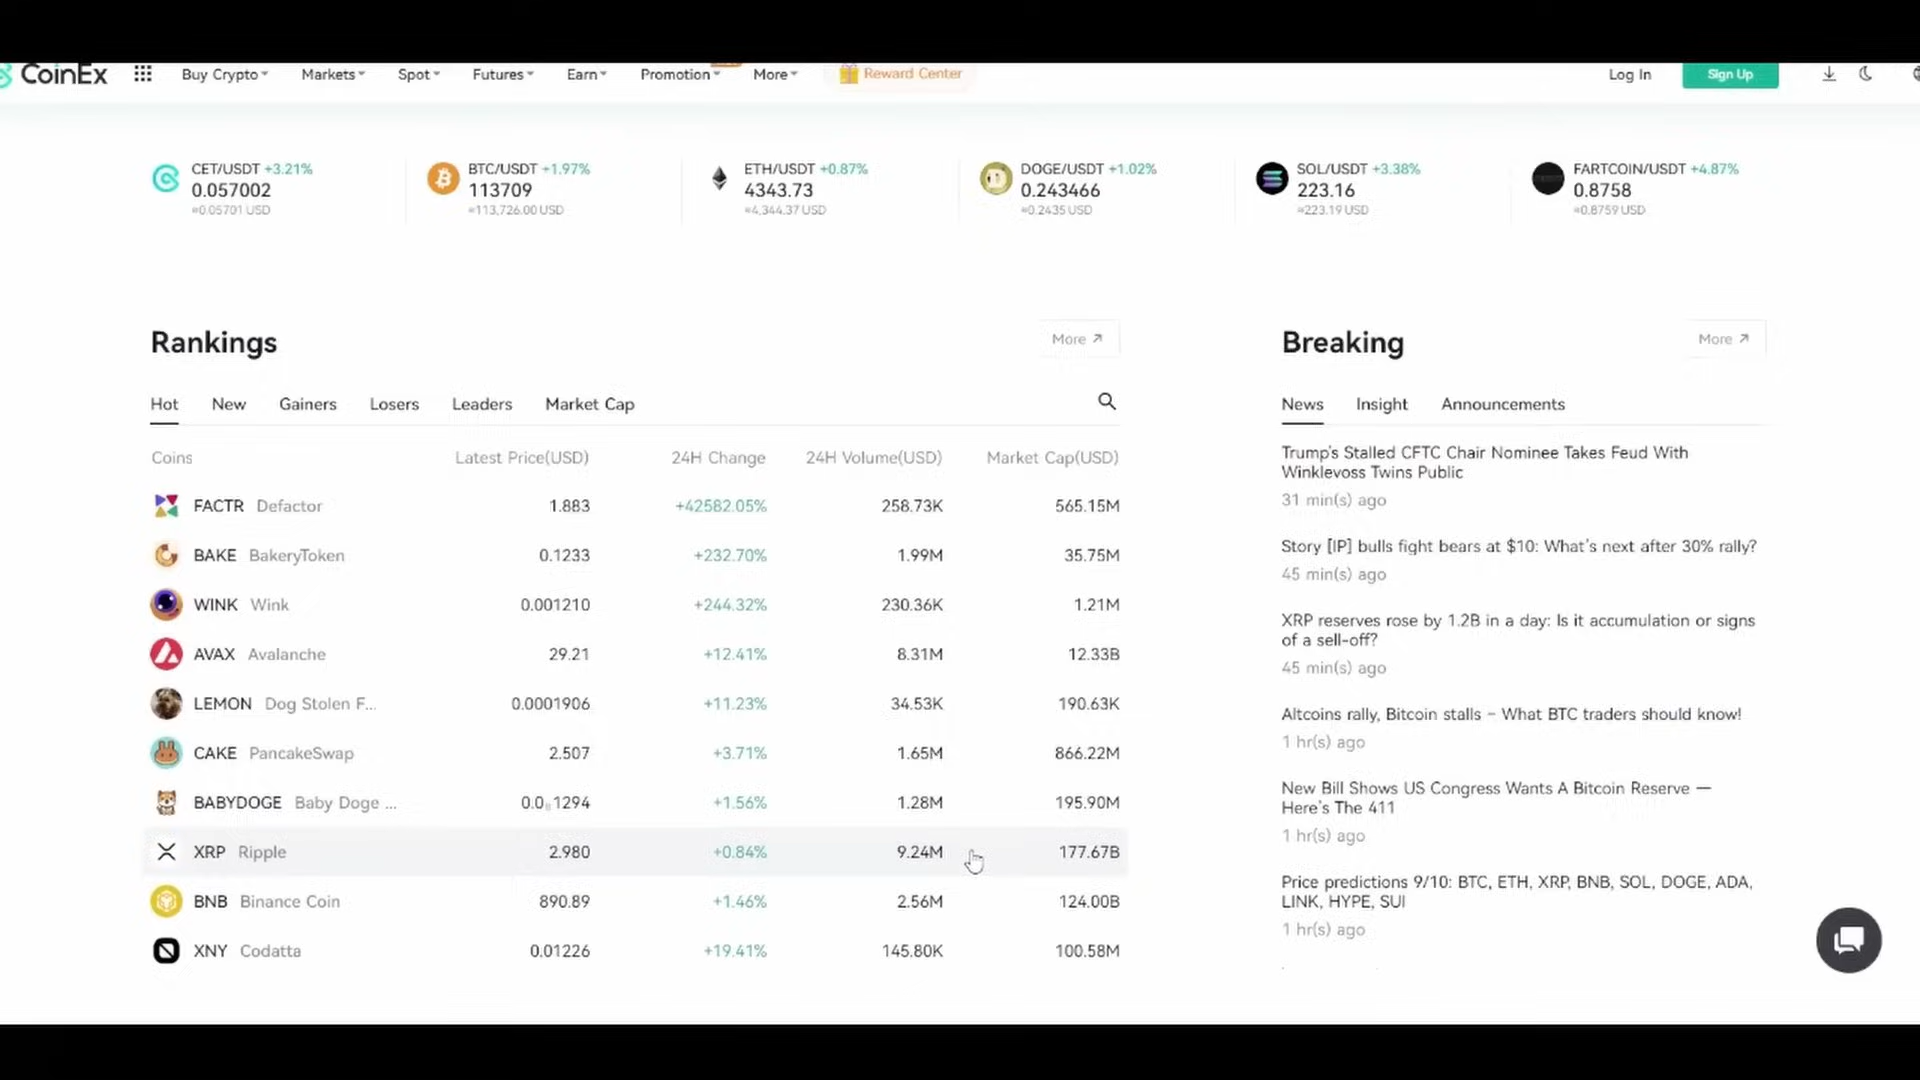 CoinEx Buy Crypto Markets Spot Futures Earn Promotion More Reward Center Log In Sign Up
CET/USDT +3.21%
0.057002
≈0.05701 USD
BTC/USDT +1.97%
113709
≈113,726.00 USD
ETH/USDT +0.87%
4343.73
≈4,344.37 USD
DOGE/USDT +1.02%
0.243466
≈0.2435 USD
SOL/USDT +3.38%
223.16
≈223.19 USD
FARTCOIN/USDT +4.87%
0.8758
≈0.8759 USD
Rankings More
Hot New Gainers Losers Leaders Market Cap
Coins Latest Price(USD) 24H Change 24H Volume(USD) Market Cap(USD)
FACTR Defactor 1.883 +42582.05% 258.73K 565.15M
BAKE BakeryToken 0.1233 +232.70% 1.99M 35.75M
WINK Wink 0.001210 +244.32% 230.36K 1.21M
AVAX Avalanche 29.21 +12.41% 8.31M 12.33B
LEMON Dog Stolen F... 0.0001906 +11.23% 34.53K 190.63K
CAKE PancakeSwap 2.507 +3.71% 1.65M 866.22M
BABYDOGE Baby Doge ... +1.56% 1.28M 195.90M
XRP Ripple 2.980 +0.84% 9.24M 177.67B
BNB Binance Coin 890.89 +1.46% 2.56M 124.00B
XNY Codatta 0.01226 +19.41% 145.80K 100.58M
Breaking More
News Insight Announcements
Trump's Stalled CFTC Chair Nominee Takes Feud With
Winklevoss Twins Public
31 min(s) ago
Story [IP] bulls fight bears at $10: What's next after 30% rally?
45 min(s) ago
XRP reserves rose by 1.2B in a day: Is it accumulation or signs
of a sell-off?
45 min(s) ago
Altcoins rally, Bitcoin stalls – What BTC traders should know!
1 hr(s) ago
New Bill Shows US Congress Wants A Bitcoin Reserve —
Here's The 411
1 hr(s) ago
Price predictions 9/10: BTC, ETH, XRP, BNB, SOL, DOGE, ADA,
LINK, HYPE, SUI
1 hr(s) ago